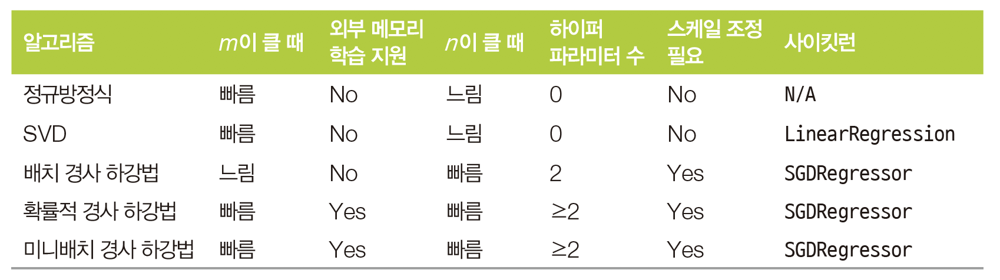 알고리즘 m이 클 때 외부 메모리 학습 지원 n이 클 때 하이퍼 파라미터 수 스케일 조정 필요 사이킷런
정규방정식 빠름 No 느림 0 No N/A
SVD 빠름 No 느림 0 No LinearRegression
배치 경사 하강법 느림 No 빠름 2 Yes SGDRegressor
확률적 경사 하강법 빠름 Yes 빠름 ≥2 Yes SGDRegressor
미니배치 경사 하강법 빠름 Yes 빠름 ≥2 Yes SGDRegressor